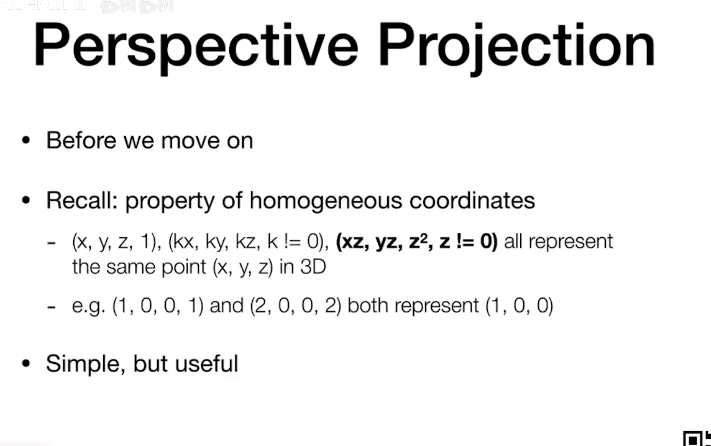 Perspective Projection
• Before we move on
• Recall: property of homogeneous coordinates
- (x, y, z, 1), (kx, ky, kz, k != 0), (xz, yz, z², z != 0) all represent
the same point (x, y, z) in 3D
- e.g. (1, 0, 0, 1) and (2, 0, 0, 2) both represent (1, 0, 0)
• Simple, but useful